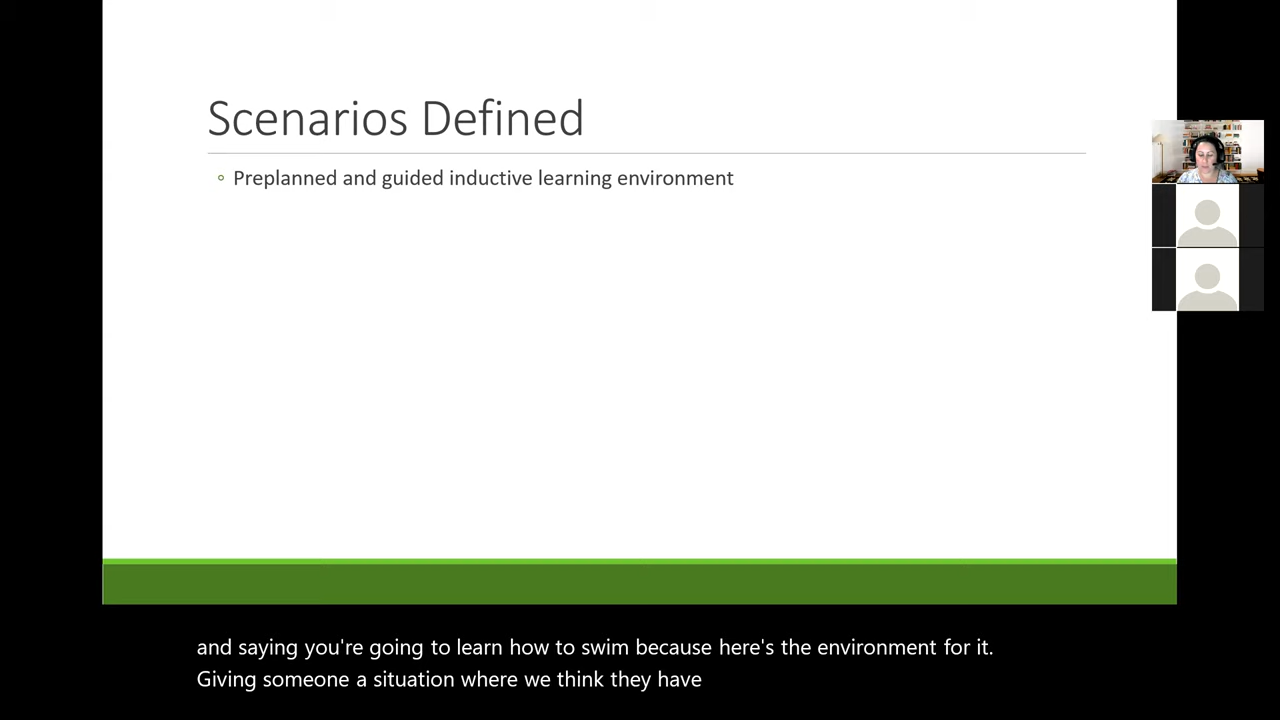 Scenarios Defined
◦ Preplanned and guided inductive learning environment
and saying you're going to learn how to swim because here's the environment for it.
Giving someone a situation where we think they have